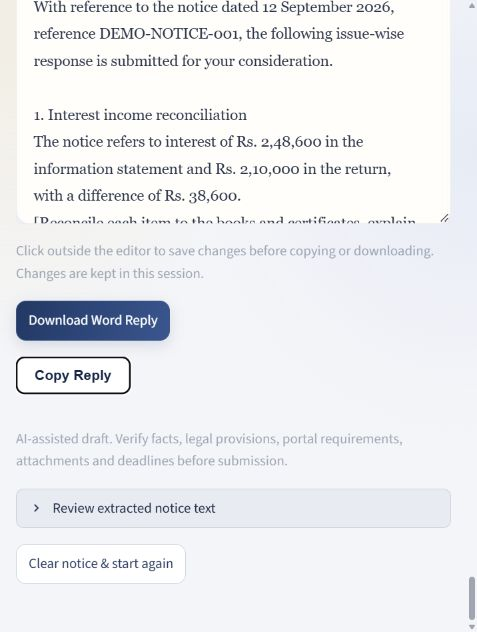 With reference to the notice dated 12 September 2026,
reference DEMO-NOTICE-001, the following issue-wise
response is submitted for your consideration.
1. Interest income reconciliation
The notice refers to interest of Rs. 2,48,600 in the
information statement and Rs. 2,10,000 in the return,
with a difference of Rs. 38,600.
[Reconcile each item to the books and certificates, explain
Click outside the editor to save changes before copying or downloading.
Changes are kept in this session.
Download Word Reply
Copy Reply
AI-assisted draft. Verify facts, legal provisions, portal requirements,
attachments and deadlines before submission.
Review extracted notice text
Clear notice & start again